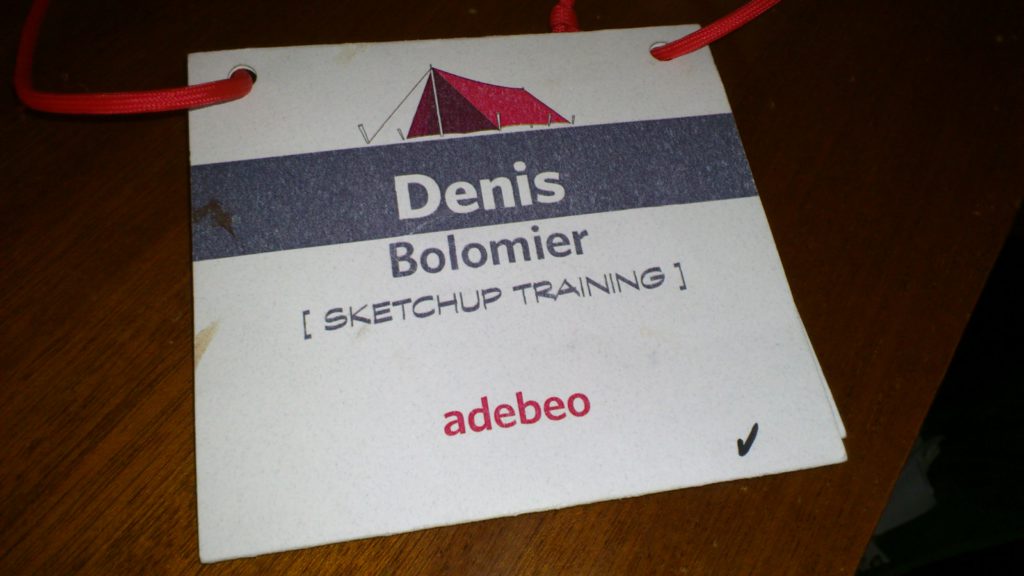 Denis
Bolomier
[ SKETCHUP TRAINING ]
adebeo